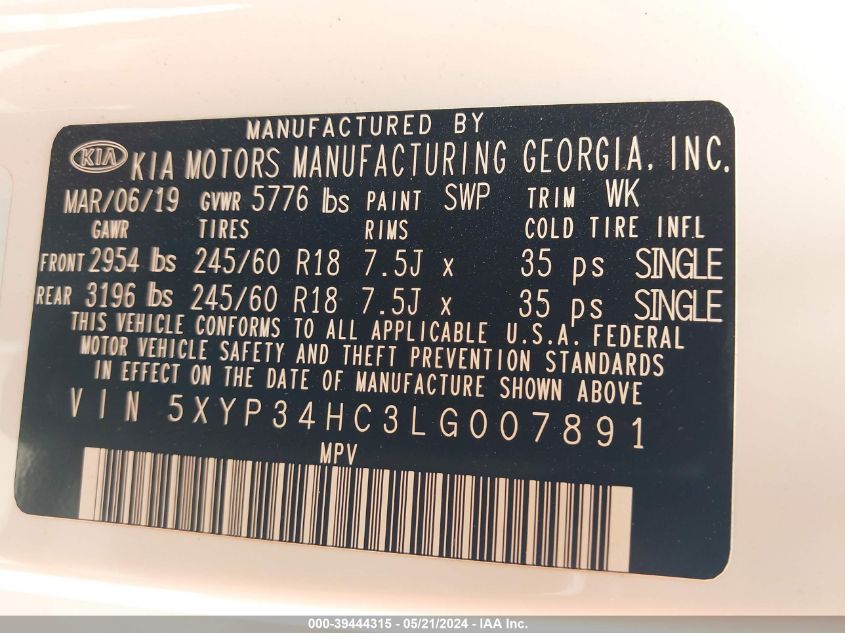 MANUFACTURED BY
KIA KIA MOTORS MANUFACTURING GEORGIA, INC.
MAR/06/19 GVWR 5776 lbs PAINT SWP TRIM WK
GAWR TIRES RIMS COLD TIRE INFL
FRONT 2954 lbs 245/60 R18 7.5J x 35 ps SINGLE
REAR 3196 lbs 245/60 R18 7.5J x 35 ps SINGLE
THIS VEHICLE CONFORMS TO ALL APPLICABLE U.S.A. FEDERAL
MOTOR VEHICLE SAFETY AND THEFT PREVENTION STANDARDS
IN EFFECT ON THE DATE OF MANUFACTURE SHOWN ABOVE
VIN 5XYP34HC3LG007891
MPV
000-39444315 - 05/21/2024 - IAA Inc.